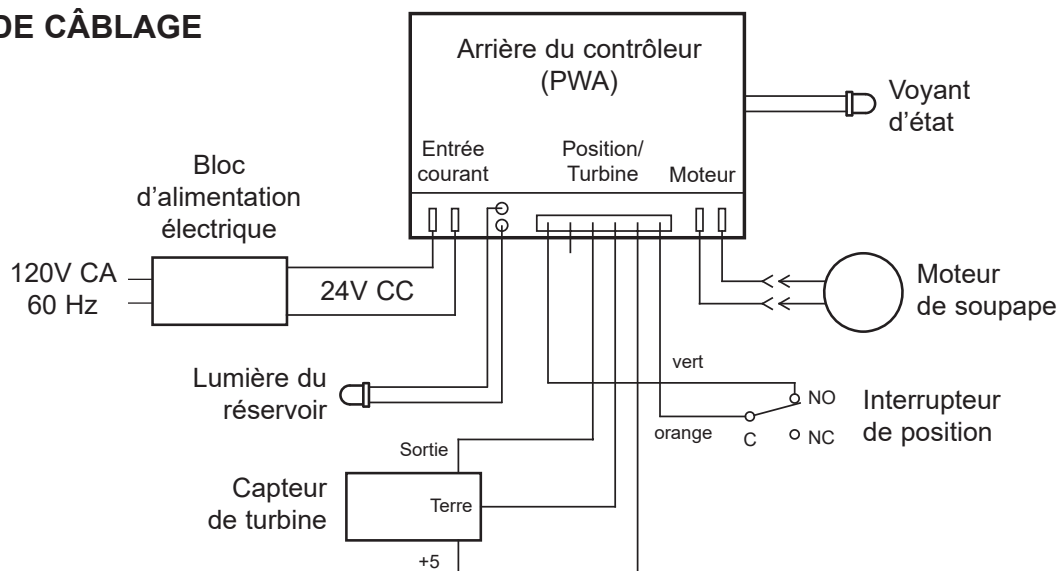 DE CÂBLAGE
Arrière du contrôleur
(PWA)
Voyant
d'état
Entrée
courant
Position/
Turbine
Moteur
Bloc
d'alimentation
électrique
120V CA
60 Hz
24V CC
Moteur
de soupape
Lumière du
réservoir
vert
NO
orange
C
NC
Interrupteur
de position
Sortie
Capteur
de turbine
Terre
+5